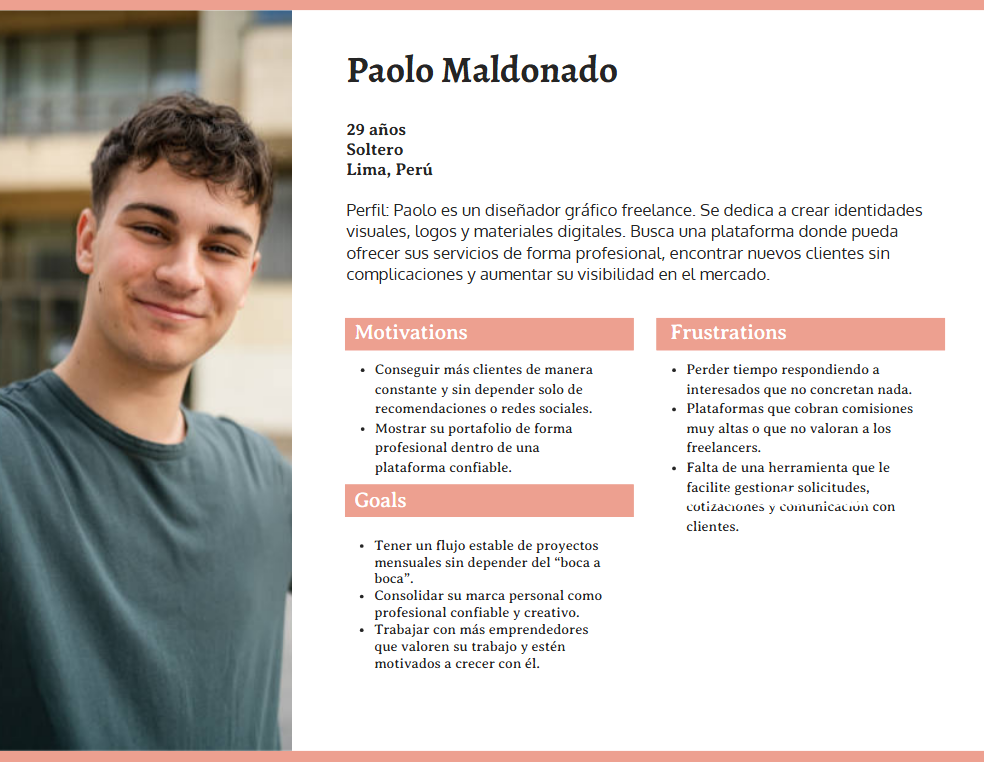 Paolo Maldonado
29 años
Soltero
Lima, Perú
Perfil: Paolo es un diseñador gráfico freelance. Se dedica a crear identidades
visuales, logos y materiales digitales. Busca una plataforma donde pueda
ofrecer sus servicios de forma profesional, encontrar nuevos clientes sin
complicaciones y aumentar su visibilidad en el mercado.
Motivations
• Conseguir más clientes de manera
constante y sin depender solo de
recomendaciones o redes sociales.
• Mostrar su portafolio de forma
profesional dentro de una
plataforma confiable.
Goals
• Tener un flujo estable de proyectos
mensuales sin depender del “boca a
boca”.
• Consolidar su marca personal como
profesional confiable y creativo.
• Trabajar con más emprendedores
que valoren su trabajo y estén
motivados a crecer con él.
Frustrations
• Perder tiempo respondiendo a
interesados que no concretan nada.
• Plataformas que cobran comisiones
muy altas o que no valoran a los
freelancers.
• Falta de una herramienta que le
facilite gestionar solicitudes,
cotizaciones y comunicación con
clientes.